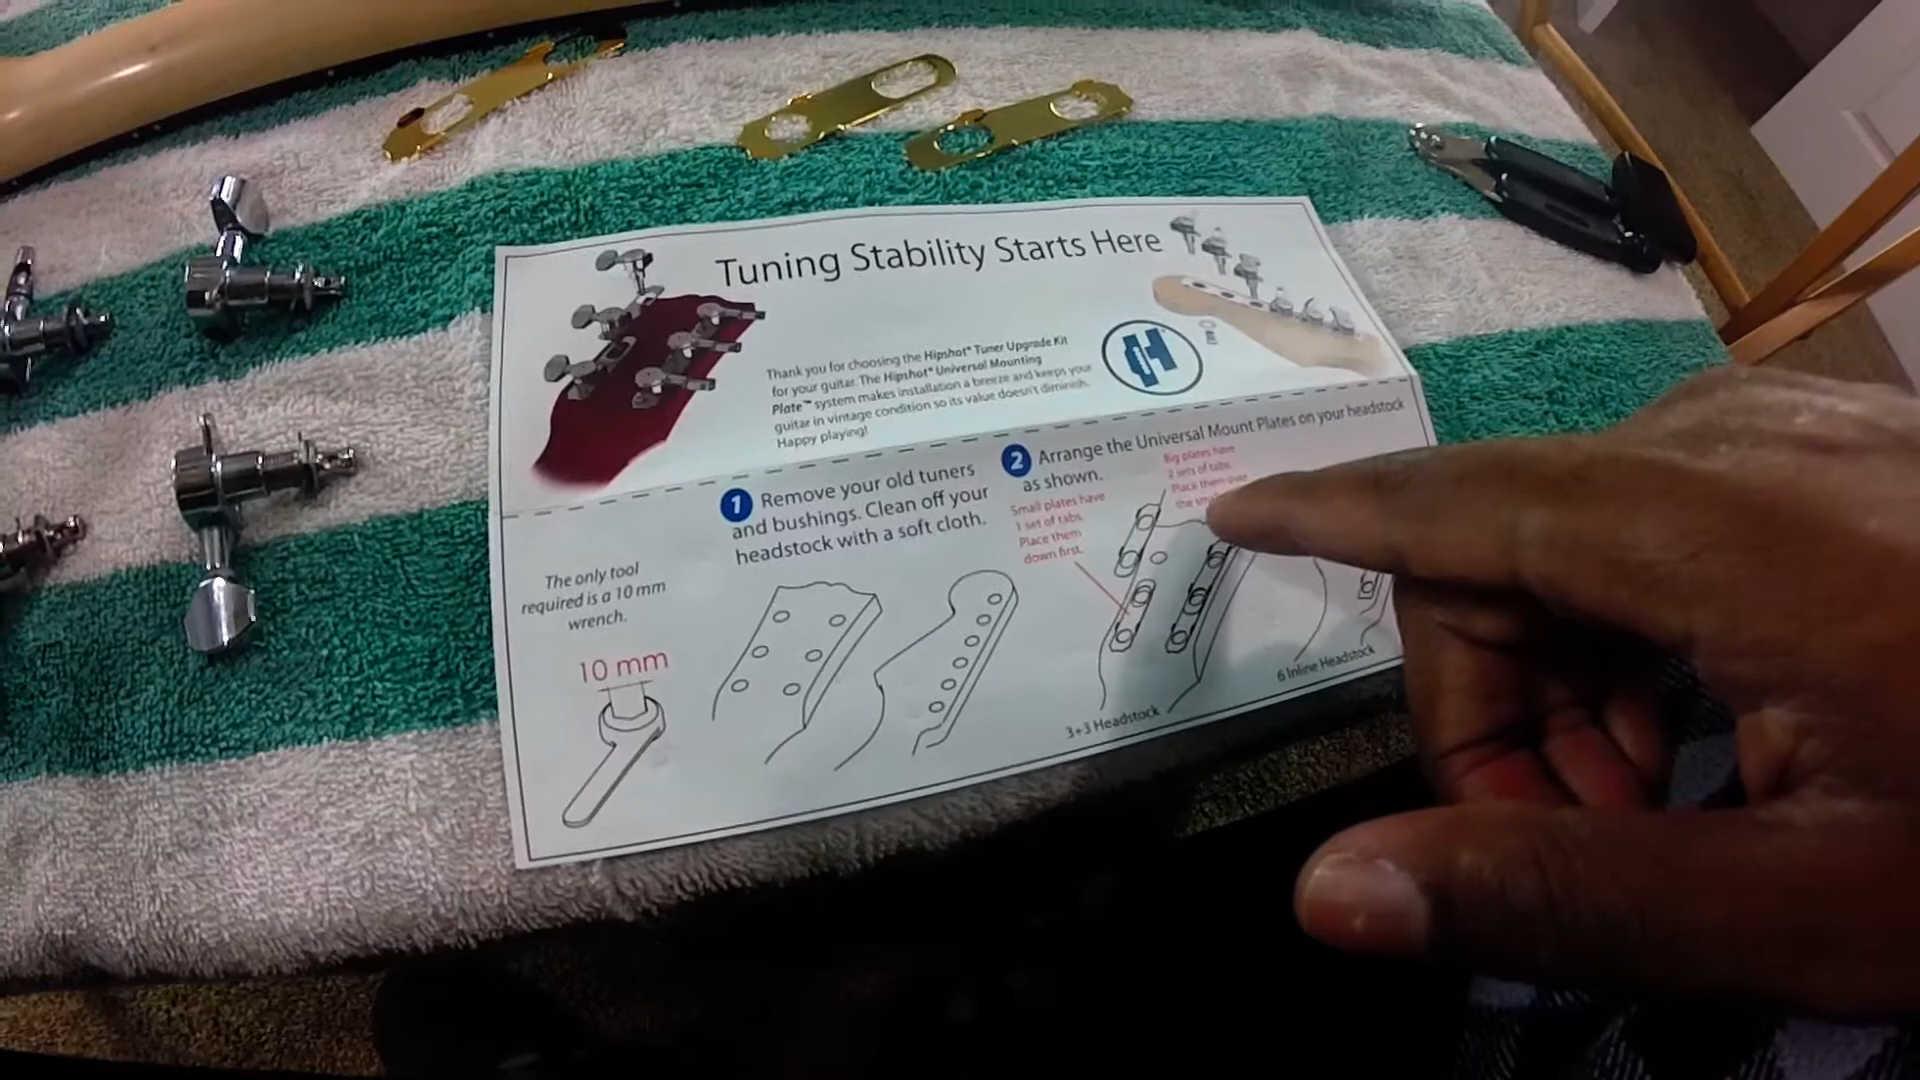 Tuning Stability Starts Here
Thank you for choosing the Hipshot® Tuner Upgrade Kit
for your guitar. The Hipshot® Universal Mounting
Plate™ system makes installation a breeze and keeps your
guitar in vintage condition so its value doesn't diminish.
Happy playing!
H
1 Remove your old tuners
and bushings. Clean off your
headstock with a soft cloth.
The only tool
required is a 10 mm
wrench.
10 mm
2 Arrange the Universal Mount Plates on your headstock
as shown.
Small plates have
1 set of tabs.
Place them
down first.
Big plates have
2 sets of tabs.
Place them over
the
3+3 Headstock
6 Inline Headstock